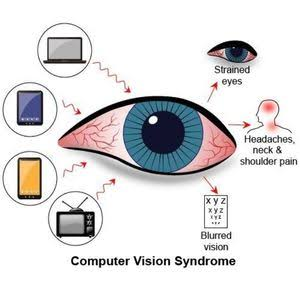 Strained
eyes
Headaches,
neck &
shoulder pain
x y z
x y z
x y z
Blurred
vision
Computer Vision Syndrome